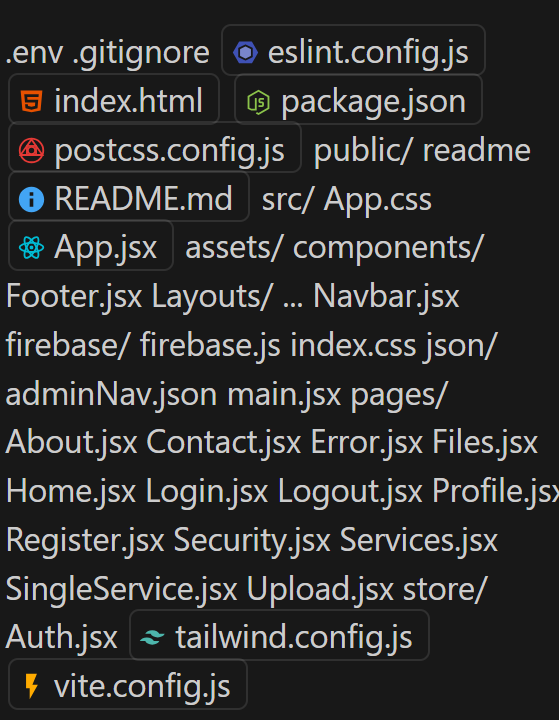 .env .gitignore eslint.config.js
index.html package.json
postcss.config.js public/ readme
README.md src/ App.css
App.jsx assets/ components/
Footer.jsx Layouts/ ... Navbar.jsx
firebase/ firebase.js index.css json/
adminNav.json main.jsx pages/
About.jsx Contact.jsx Error.jsx Files.jsx
Home.jsx Login.jsx Logout.jsx Profile.jsx
Register.jsx Security.jsx Services.jsx
SingleService.jsx Upload.jsx store/
Auth.jsx tailwind.config.js
vite.config.js